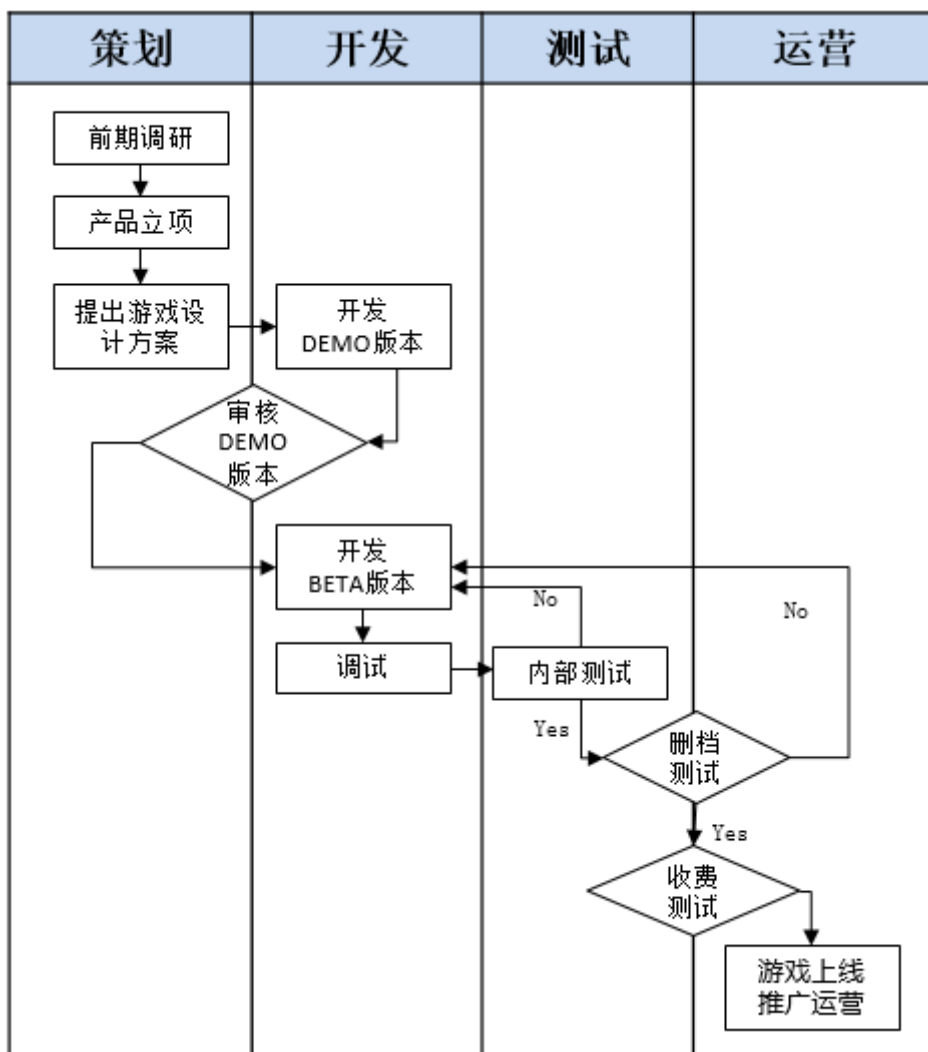 策划
开发
测试
运营
前期调研
产品立项
提出游戏设
计方案
开发
DEMO版本
审核
DEMO
版本
开发
BETA版本
No
No
调试
内部测试
Yes
删档
测试
Yes
收费
测试
游戏上线
推广运营